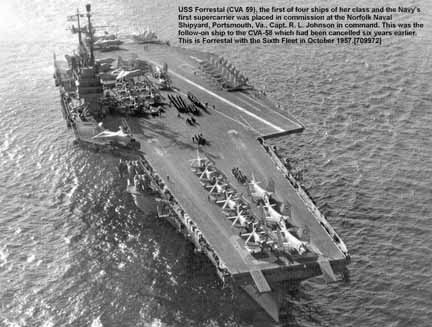 USS Forrestal (CVA 59), the first of four ships of her class and the Navy's
first supercarrier was placed in commission at the Norfolk Naval
Shipyard, Portsmouth, Va., Capt. R. L. Johnson in command. This was the
follow-on ship to the CVA-58 which had been cancelled six years earlier.
This is Forrestal with the Sixth Fleet in October 1957.[709972]